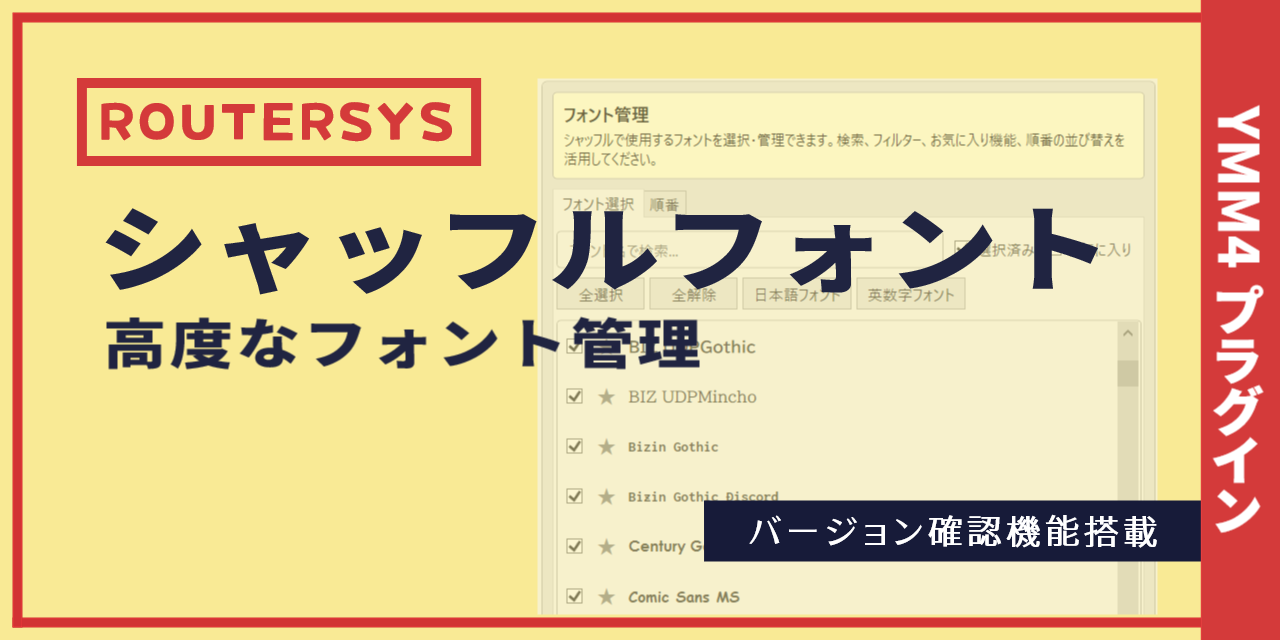 ROUTERSYS
シャッフルフォント
高度なフォント管理
フォント管理
シャッフルで使用するフォントを選択・管理できます。検索、フィルター、お気に入り機能、順番の並び替えを
活用してください。
フォント選択 順番
で検索... 選択済み に入り
全選択 全解除 日本語フォント 英数字フォント
BIZ UDPGothic
BIZ UDPMincho
Bizin Gothic
Bizin Gothic Discord
Century
Comic Sans MS
バージョン確認機能搭載
YMM4 プラグイン